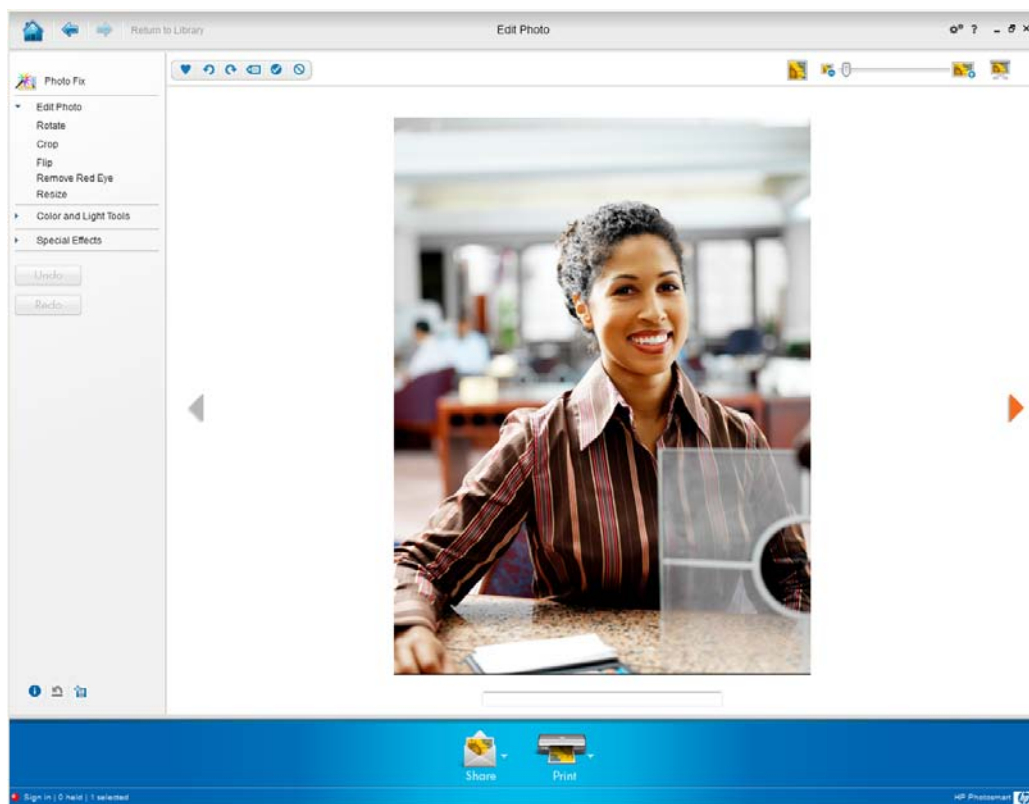 Return to Library
Edit Photo
?
Photo Fix
Edit Photo
Rotate
Crop
Flip
Remove Red Eye
Resize
Color and Light Tools
Special Effects
Undo
Redo
Share
Print
Sign in | 0 held | 1 selected
HP Photosmart
hp